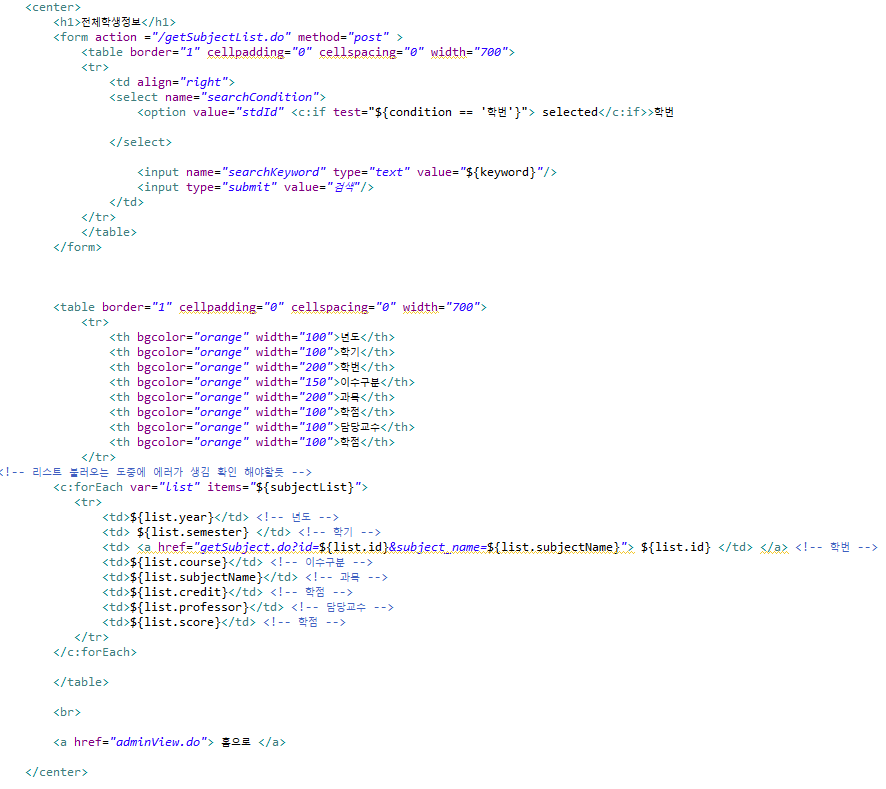 <center>
<h1>전체학생정보</h1>
<form action ="/getSubjectList.do" method="post" >
<table border="1" cellpadding="0" cellspacing="0" width="700">
<tr>
<td align="right">
<select name="searchCondition">
<option value="stdId" <c:if test="${condition == '학번'}"> selected</c:if>>학번
</select>
<input name="searchKeyword" type="text" value="${keyword}"/>
<input type="submit" value="검색"/>
</td>
</tr>
</table>
</form>
<table border="1" cellpadding="0" cellspacing="0" width="700">
<tr>
<th bgcolor="orange" width="100">년도</th>
<th bgcolor="orange" width="100">학기</th>
<th bgcolor="orange" width="200">학번</th>
<th bgcolor="orange" width="150">이수구분</th>
<th bgcolor="orange" width="200">과목</th>
<th bgcolor="orange" width="100">학점</th>
<th bgcolor="orange" width="100">담당교수</th>
<th bgcolor="orange" width="100">학점</th>
</tr>
<!-- 리스트 불러오는 도중에 에러가 생김 확인 해야할듯 -->
<c:forEach var="list" items="${subjectList}">
<tr>
<td>${list.year}</td> <!-- 년도 -->
<td> ${list.semester} </td> <!-- 학기 -->
<td> <a href="getSubject.do?id=${list.id}&subject_name=${list.subjectName}"> ${list.id} </td> </a> <!-- 학번 -->
<td>${list.course}</td> <!-- 이수구분 -->
<td>${list.subjectName}</td> <!-- 과목 -->
<td>${list.credit}</td> <!-- 학점 -->
<td>${list.professor}</td> <!-- 담당교수 -->
<td>${list.score}</td> <!-- 학점 -->
</tr>
</c:forEach>
</table>
<br>
<a href="adminView.do"> 홈으로 </a>
</center>